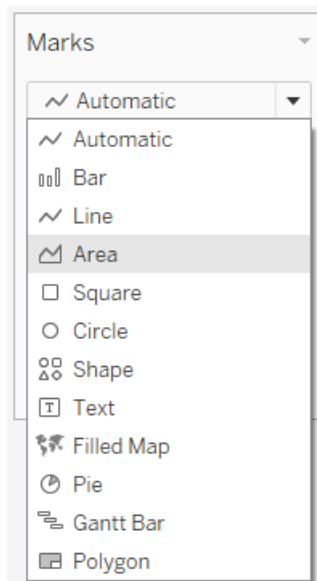 Marks
Automatic
Automatic
Bar
Line
Area
Square
Circle
Shape
Text
Filled Map
Pie
Gantt Bar
Polygon